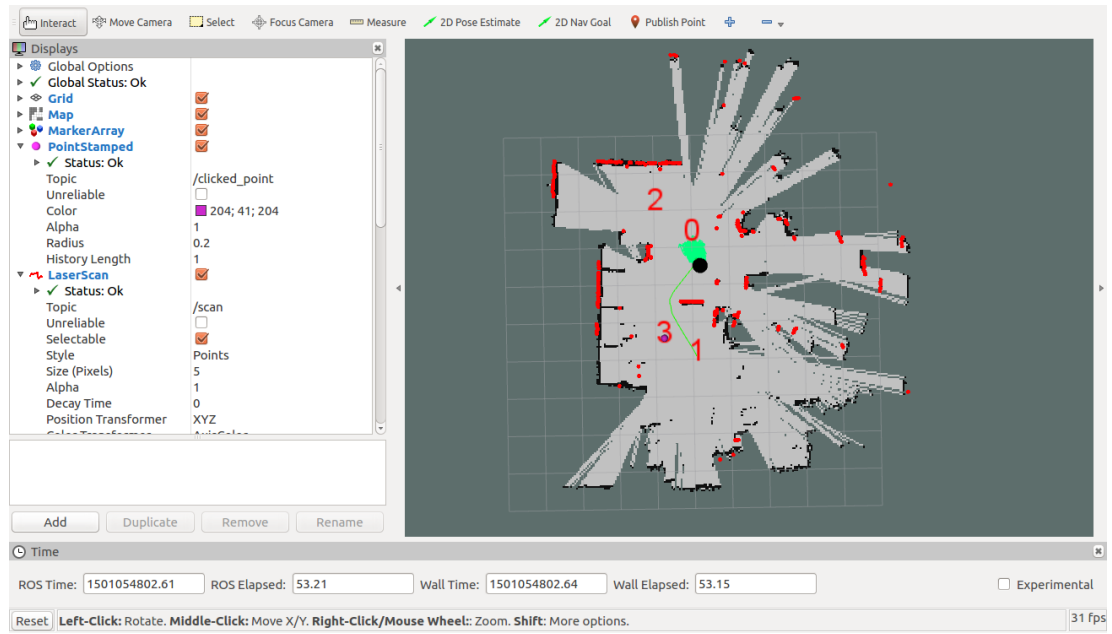 Interact Move Camera Select Focus Camera Measure 2D Pose Estimate 2D Nav Goal Publish Point
Displays
Global Options
Global Status: Ok
Grid
Map
MarkerArray
PointStamped
Status: Ok
Topic /clicked_point
Unreliable
Color 204; 41; 204
Alpha 1
Radius 0.2
History Length 1
LaserScan
Status: Ok
Topic /scan
Unreliable
Selectable
Style Points
Size (Pixels) 5
Alpha 1
Decay Time 0
Position Transformer XYZ
Color Transformer AxisColor
Add Duplicate Remove Rename
2
0
3
1
Time
ROS Time: 1501054802.61 ROS Elapsed: 53.21 Wall Time: 1501054802.64 Wall Elapsed: 53.15 Experimental
Reset Left-Click: Rotate. Middle-Click: Move X/Y. Right-Click/Mouse Wheel:: Zoom. Shift: More options. 31 fps